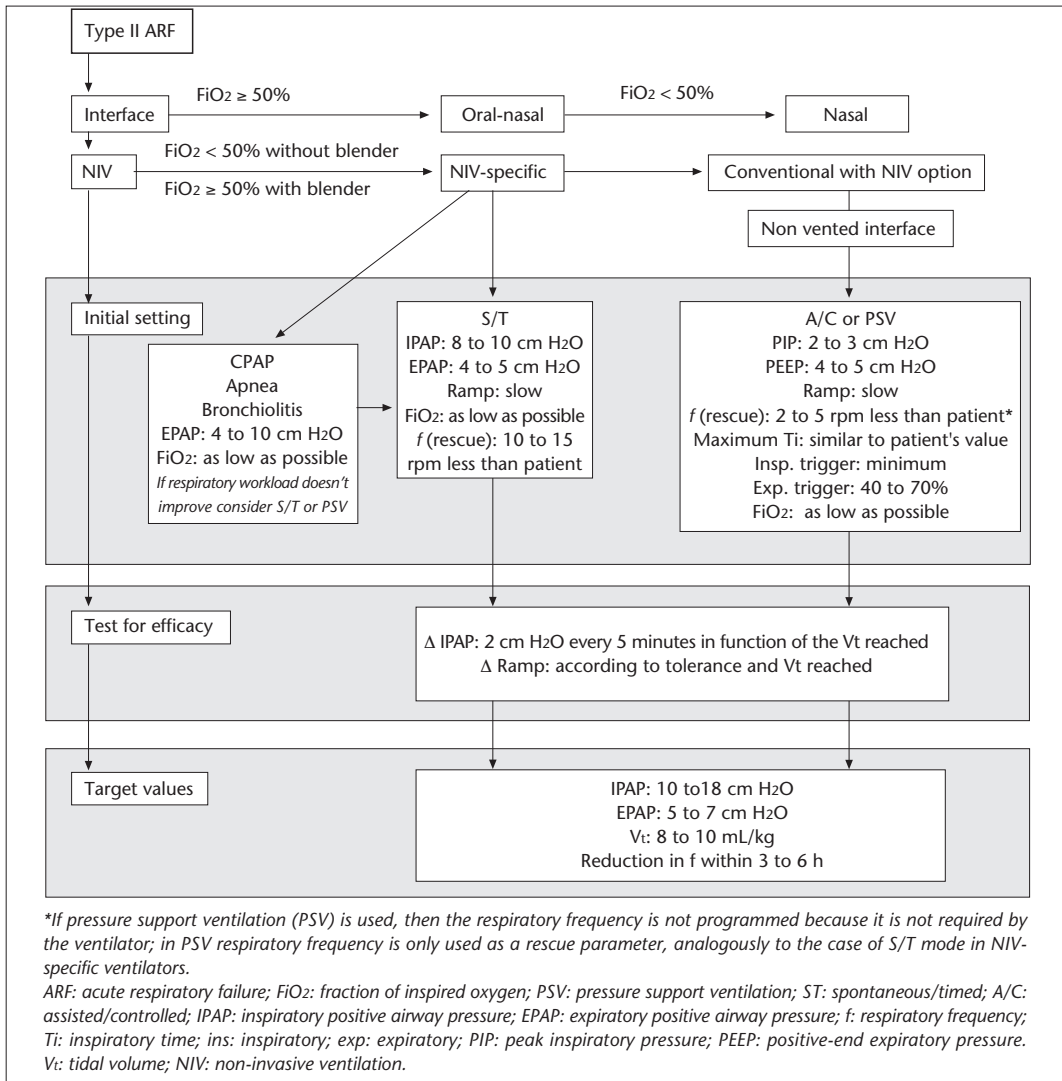 Type II ARF
Interface
FiO2 ≥ 50%
Oral-nasal
FiO2 < 50%
Nasal
NIV
FiO2 < 50% without blender
FiO2 ≥ 50% with blender
NIV-specific
Conventional with NIV option
Non vented interface
Initial setting
CPAP
Apnea
Bronchiolitis
EPAP: 4 to 10 cm H2O
FiO2: as low as possible
If respiratory workload doesn't
improve consider S/T or PSV
S/T
IPAP: 8 to 10 cm H2O
EPAP: 4 to 5 cm H2O
Ramp: slow
FiO2: as low as possible
f (rescue): 10 to 15
rpm less than patient
A/C or PSV
PIP: 2 to 3 cm H2O
PEEP: 4 to 5 cm H2O
Ramp: slow
f (rescue): 2 to 5 rpm less than patient*
Maximum Ti: similar to patient's value
Insp. trigger: minimum
Exp. trigger: 40 to 70%
FiO2: as low as possible
Test for efficacy
Δ IPAP: 2 cm H2O every 5 minutes in function of the Vt reached
Δ Ramp: according to tolerance and Vt reached
Target values
IPAP: 10 to18 cm H2O
EPAP: 5 to 7 cm H2O
Vt: 8 to 10 mL/kg
Reduction in f within 3 to 6 h
*If pressure support ventilation (PSV) is used, then the respiratory frequency is not programmed because it is not required by
the ventilator; in PSV respiratory frequency is only used as a rescue parameter, analogously to the case of S/T mode in NIV-
specific ventilators.
ARF: acute respiratory failure; FiO2: fraction of inspired oxygen; PSV: pressure support ventilation; ST: spontaneous/timed; A/C:
assisted/controlled; IPAP: inspiratory positive airway pressure; EPAP: expiratory positive airway pressure; f: respiratory frequency;
Ti: inspiratory time; ins: inspiratory; exp: expiratory; PIP: peak inspiratory pressure; PEEP: positive-end expiratory pressure.
Vt: tidal volume; NIV: non-invasive ventilation.